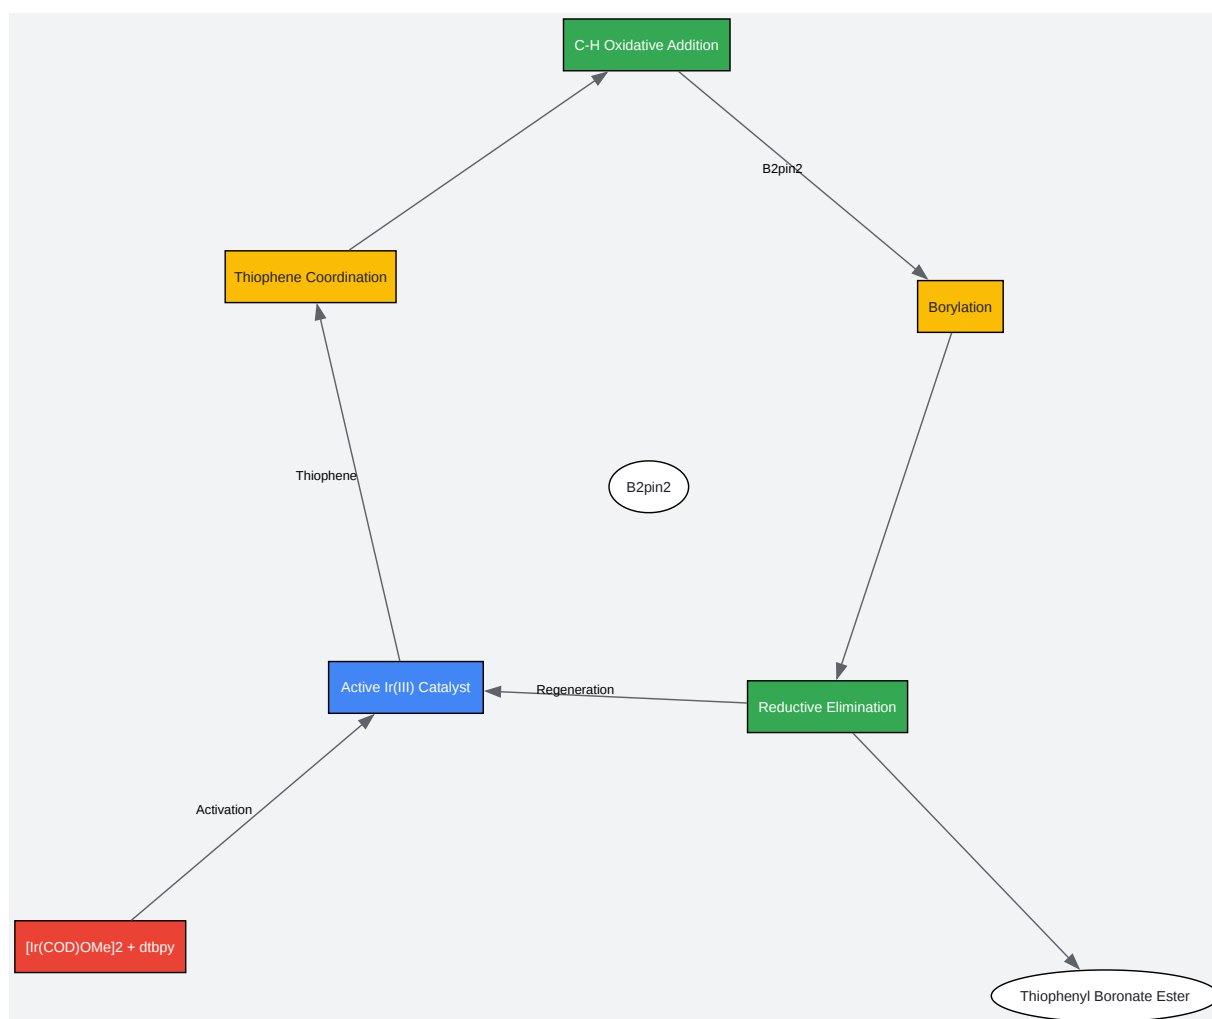 C-H Oxidative Addition
B2pin2
Thiophene Coordination
Borylation
Thiophene
B2pin2
Active Ir(III) Catalyst
Regeneration
Reductive Elimination
Activation
[Ir(COD)OMe]2 + dtbpy
Thiophenyl Boronate Ester